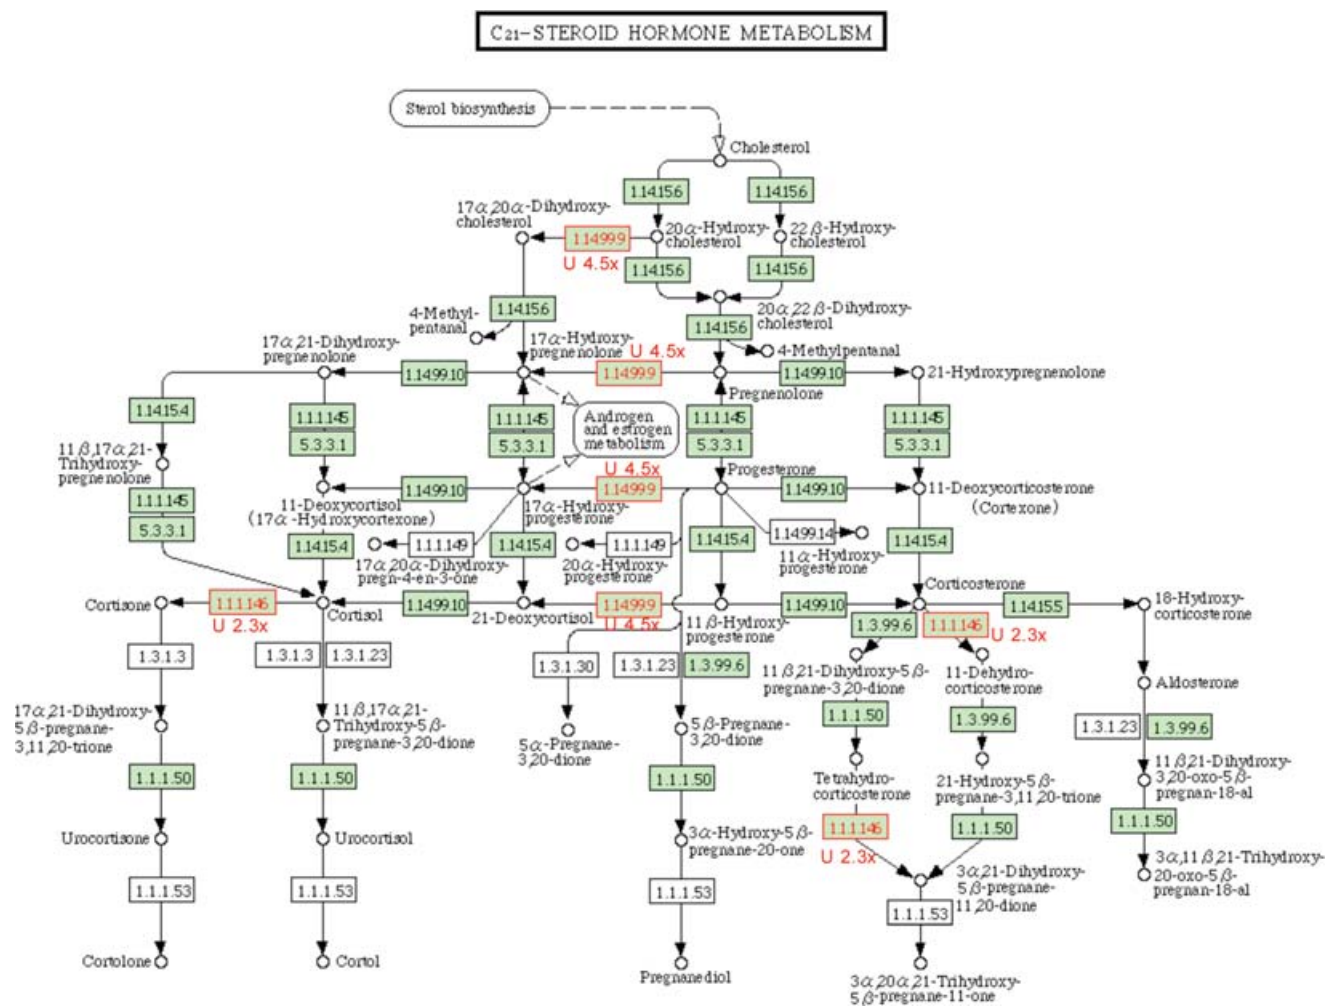 C21-STEROID HORMONE METABOLISM
Sterol biosynthesis
Cholesterol
1.14.15.6
1.14.15.6
17α,20α-Dihydroxy-
cholesterol
1.14.99.9
U 4.5x
20α-Hydroxy-
cholesterol
22β-Hydroxy-
cholesterol
1.14.15.6
1.14.15.6
1.14.15.6
4-Methyl-
pentanal
20α,22β-Dihydroxy-
cholesterol
1.14.15.6
4-Methylpentanal
17α,21-Dihydroxy-
pregnenolone
17α-Hydroxy-
pregnenolone
U 4.5x
1.14.99.10
1.14.99.9
1.14.99.10
21-Hydroxypregnenolone
Pregnenolone
1.14.15.4
1.1.1.145
5.3.3.1
1.1.1.145
5.3.3.1
Androgen
and estrogen
metabolism
1.1.1.145
5.3.3.1
1.1.1.145
5.3.3.1
11β,17α,21-
Trihydroxy-
pregnenolone
1.1.1.145
5.3.3.1
U 4.5x
Progesterone
1.14.99.10
1.14.99.9
1.14.99.10
11-Deoxycortisol
(17α-Hydroxycortexone)
17α-Hydroxy-
progesterone
11-Deoxycorticosterone
(Cortexone)
1.14.15.4
1.1.1.149
17α,20α-Dihydroxy-
pregn-4-en-3-one
1.14.15.4
1.1.1.149
20α-Hydroxy-
progesterone
1.14.15.4
1.14.99.14
11α-Hydroxy-
progesterone
1.14.15.4
Cortisone
1.1.1.146
U 2.3x
Cortisol
1.14.99.10
21-Deoxycortisol
1.14.99.9
U 4.5x
11β-Hydroxy-
progesterone
1.14.99.10
Corticosterone
1.14.15.5
18-Hydroxy-
corticosterone
1.3.99.6
1.1.1.146
U 2.3x
1.3.1.3
1.3.1.3
1.3.1.23
1.3.1.30
1.3.1.23
1.3.99.6
11β,21-Dihydroxy-5β-
pregnane-3,20-dione
11-Dehydro-
corticosterone
Aldosterone
17α,21-Dihydroxy-
5β-pregnane-
3,11,20-trione
11β,17α,21-
Trihydroxy-5β-
pregnane-3,20-dione
5α-Pregnane-
3,20-dione
5β-Pregnane-
3,20-dione
1.1.1.50
1.3.99.6
1.3.1.23
1.3.99.6
1.1.1.50
1.1.1.50
1.1.1.50
Tetrahydro-
corticosterone
21-Hydroxy-5β-
pregnane-3,11,20-trione
11β,21-Dihydroxy-
3,20-oxo-5β-
pregnan-18-al
Urocortisone
Urocortisol
3α-Hydroxy-5β-
pregnane-20-one
1.1.1.146
U 2.3x
1.1.1.50
1.1.1.50
3α,11β,21-Trihydroxy-
20-oxo-5β-
pregnan-18-al
1.1.1.53
1.1.1.53
1.1.1.53
3α,21-Dihydroxy-
5β-pregnane-
11,20-dione
1.1.1.53
Cortolone
Cortol
Pregnanediol
3α,20α,21-Trihydroxy-
5β-pregnane-11-one